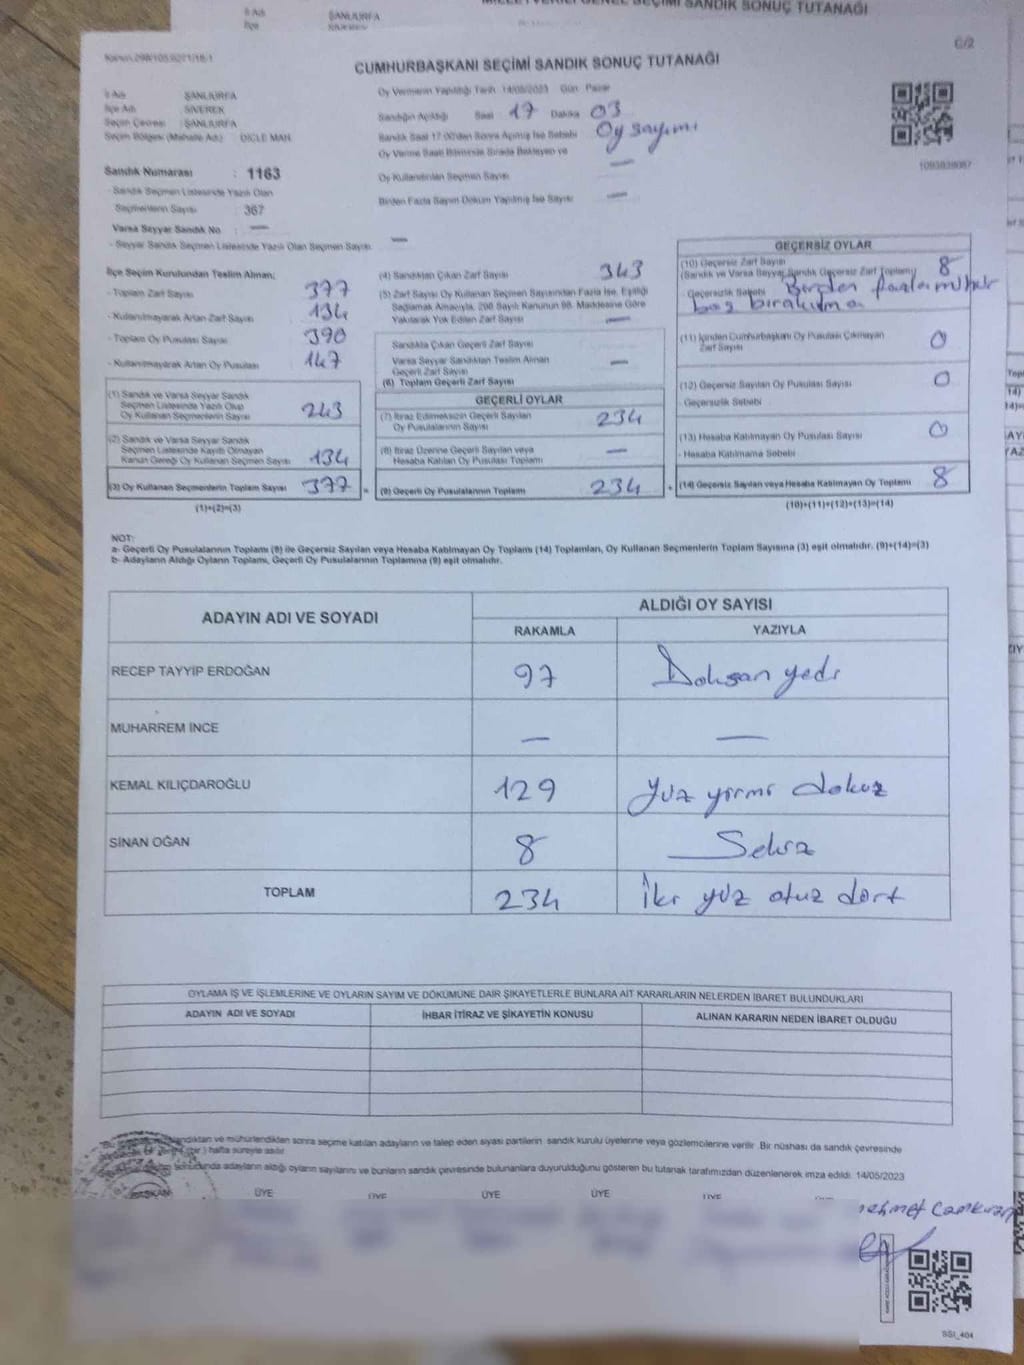 MİLLETVEKİLİ GENEL SEÇİMİ SANDIK SONUÇ TUTANAĞI
İl Adı ŞANLIURFA
İlçe SİVEREK
C/2
CUMHURBAŞKANI SEÇİMİ SANDIK SONUÇ TUTANAĞI
İl Adı : ŞANLIURFA
İlçe Adı : SİVEREK
Seçim Çevresi : ŞANLIURFA
Seçim Bölgesi (Mahalle Adı) : DİCLE MAH.
Sandık Numarası : 1163
- Sandık Seçmen Listesinde Yazılı Olan
Seçmenlerin Sayısı : 367
Varsa Seyyar Sandık No : —
- Seyyar Sandık Seçmen Listesinde Yazılı Olan Seçmen Sayısı —
Oy Vermenin Yapıldığı Tarih 14/05/2023 Gün Pazar
Sandığın Açıldığı Saat 17 Dakika 03
Sandık Saat 17:00'den Sonra Açılmış İse Sebebi Oy sayımı
Oy Verme Saati Bitiminde Sırada Bekleyen ve
Oy Kullandırılan Seçmen Sayısı —
Birden Fazla Sayım Döküm Yapılmış İse Sayısı —
1093839387
İlçe Seçim Kurulundan Teslim Alınan;
- Toplam Zarf Sayısı : 377
- Kullanılmayarak Artan Zarf Sayısı : 134
- Toplam Oy Pusulası Sayısı : 390
- Kullanılmayarak Artan Oy Pusulası : 147
(1) Sandık ve Varsa Seyyar Sandık
Seçmen Listesinde Yazılı Olup
Oy Kullanan Seçmenlerin Sayısı 243
(2) Sandık ve Varsa Seyyar Sandık
Seçmen Listesinde Kayıtlı Olmayan
Kanun Gereği Oy Kullanan Seçmen Sayısı 134
(3) Oy Kullanan Seçmenlerin Toplam Sayısı 377 =
(1)+(2)=(3)
(4) Sandıktan Çıkan Zarf Sayısı 343
(5) Zarf Sayısı Oy Kullanan Seçmen Sayısından Fazla İse, Eşitliği
Sağlamak Amacıyla, 298 Sayılı Kanunun 98. Maddesine Göre
Yakılarak Yok Edilen Zarf Sayısı —
Sandıkta Çıkan Geçerli Zarf Sayısı
Varsa Seyyar Sandıktan Teslim Alınan
Geçerli Zarf Sayısı —
(6) Toplam Geçerli Zarf Sayısı
GEÇERLİ OYLAR
(7) İtiraz Edilmeksizin Geçerli Sayılan
Oy Pusulalarının Sayısı 234
(8) İtiraz Üzerine Geçerli Sayılan veya
Hesaba Katılan Oy Pusulası Toplamı —
(9) Geçerli Oy Pusulalarının Toplamı 234 +
GEÇERSİZ OYLAR
(10) Geçersiz Zarf Sayısı
(Sandık ve Varsa Seyyar Sandık Geçersiz Zarf Toplamı) 8
Geçersizlik Sebebi Birden fazla mühür
boş bırakılma
(11) İçinden Cumhurbaşkanı Oy Pusulası Çıkmayan
Zarf Sayısı 0
(12) Geçersiz Sayılan Oy Pusulası Sayısı 0
- Geçersizlik Sebebi
(13) Hesaba Katılmayan Oy Pusulası Sayısı 0
- Hesaba Katılmama Sebebi
(14) Geçersiz Sayılan veya Hesaba Katılmayan Oy Toplamı 8
(10)+(11)+(12)+(13)=(14)
NOT:
a- Geçerli Oy Pusulalarının Toplamı (9) ile Geçersiz Sayılan veya Hesaba Katılmayan Oy Toplamı (14) Toplamları, Oy Kullanan Seçmenlerin Toplam Sayısına (3) eşit olmalıdır. (9)+(14)=(3)
b- Adayların Aldığı Oyların Toplamı, Geçerli Oy Pusulalarının Toplamına (9) eşit olmalıdır.
ADAYIN ADI VE SOYADI ALDIĞI OY SAYISI
RAKAMLA YAZIYLA
RECEP TAYYİP ERDOĞAN 97 Doksan yedi
MUHARREM İNCE — —
KEMAL KILIÇDAROĞLU 129 yüz yirmi dokuz
SİNAN OĞAN 8 Sekiz
TOPLAM 234 İki yüz otuz dört
OYLAMA İŞ VE İŞLEMLERİNE VE OYLARIN SAYIM VE DÖKÜMÜNE DAİR ŞİKAYETLERLE BUNLARA AİT KARARLARIN NELERDEN İBARET BULUNDUKLARI
ADAYIN ADI VE SOYADI İHBAR İTİRAZ VE ŞİKAYETİN KONUSU ALINAN KARARIN NEDEN İBARET OLDUĞU
ve mühürlendikten sonra seçime katılan adayların ve talep eden siyasi partilerin sandık kurulu üyelerine veya gözlemcilerine verilir. Bir nüshası da sandık çevresinde
(bir) hafta süreyle asılır.
sonucunda adayların aldığı oyların sayılarını ve bunların sandık çevresinde bulunanlara duyurulduğunu gösteren bu tutanak tarafımızdan düzenlenerek imza edildi. 14/05/2023
BAŞKAN ÜYE ÜYE ÜYE ÜYE ÜYE
SSİ_404